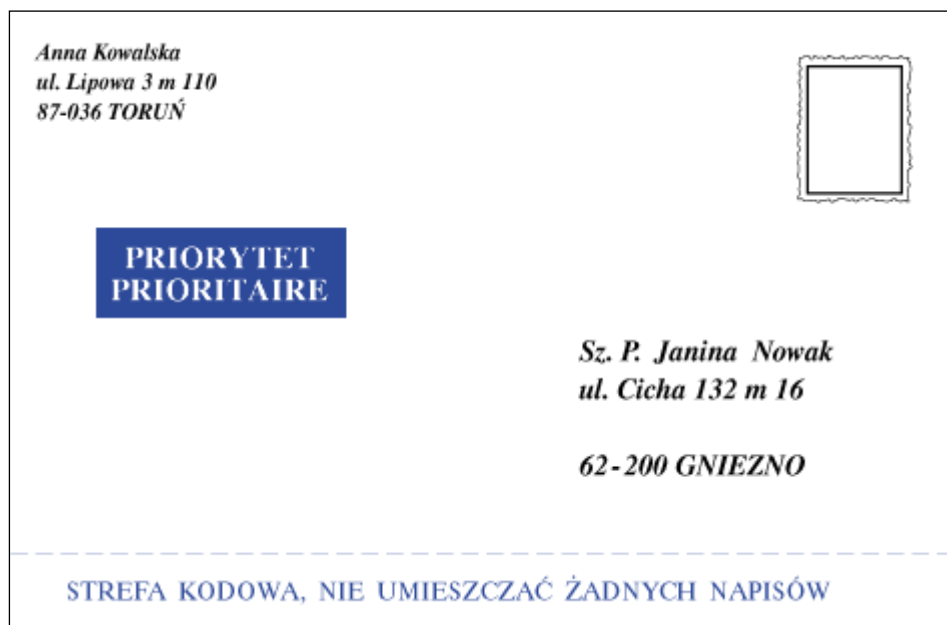 Anna Kowalska
ul. Lipowa 3 m 110
87-036 TORUŃ
PRIORYTET
PRIORITAIRE
Sz. P. Janina Nowak
ul. Cicha 132 m 16
62-200 GNIEZNO
STREFA KODOWA, NIE UMIESZCZAĆ ŻADNYCH NAPISÓW